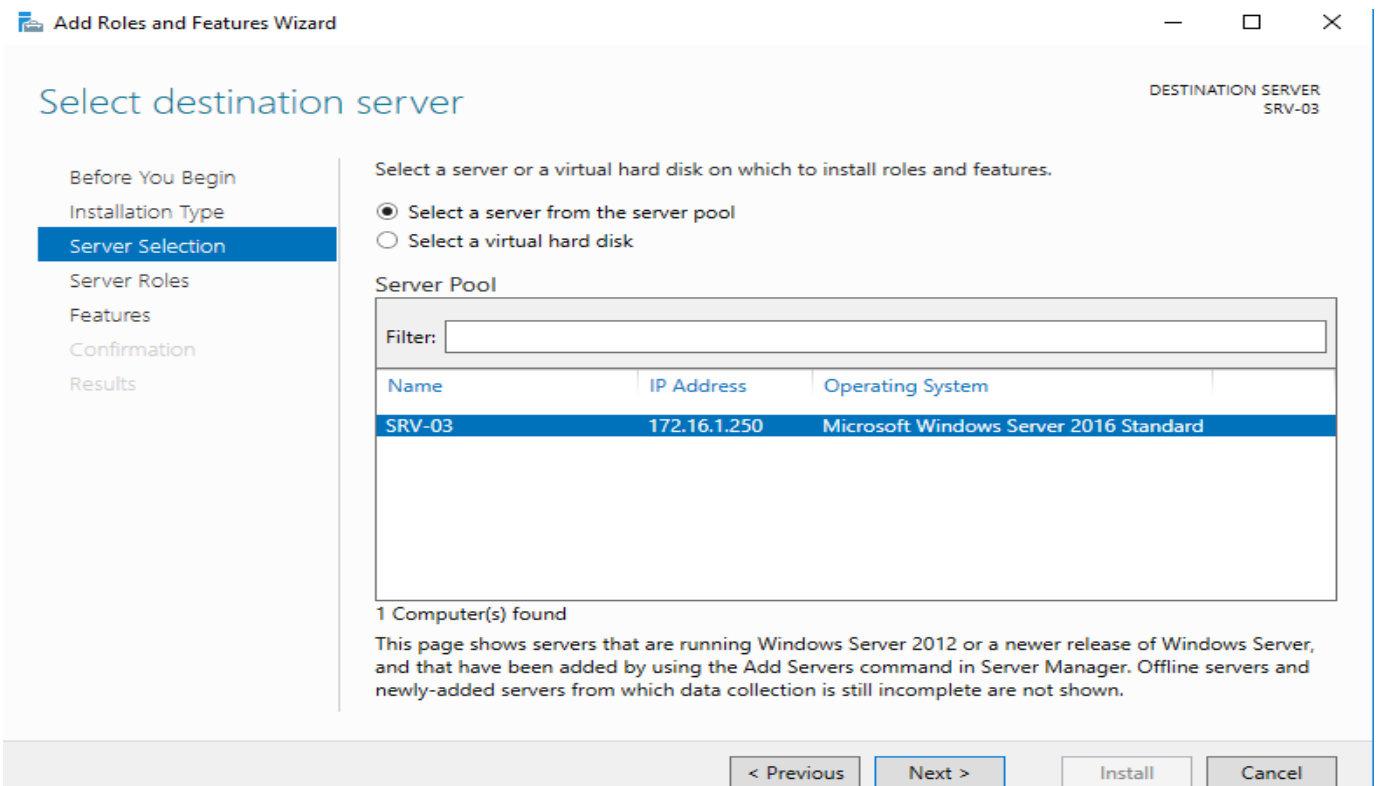 Add Roles and Features Wizard
Select destination server
DESTINATION SERVER
SRV-03
Before You Begin
Installation Type
Server Selection
Server Roles
Features
Confirmation
Results
Select a server or a virtual hard disk on which to install roles and features.
Select a server from the server pool
Select a virtual hard disk
Server Pool
Filter:
Name IP Address Operating System
SRV-03 172.16.1.250 Microsoft Windows Server 2016 Standard
1 Computer(s) found
This page shows servers that are running Windows Server 2012 or a newer release of Windows Server,
and that have been added by using the Add Servers command in Server Manager. Offline servers and
newly-added servers from which data collection is still incomplete are not shown.
< Previous Next > Install Cancel